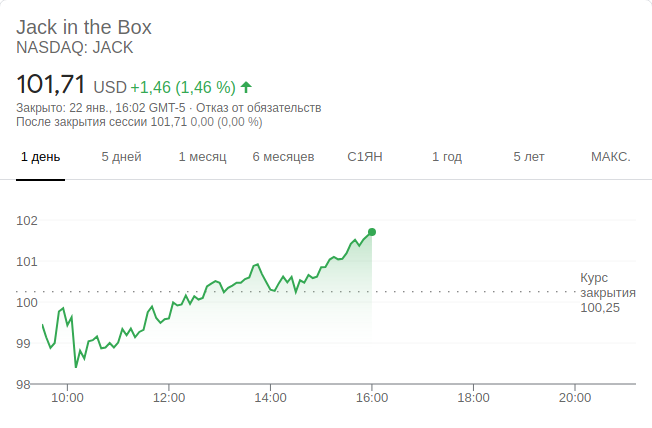 Jack in the Box
NASDAQ: JACK
101,71 USD +1,46 (1,46 %)
Закрыто: 22 янв., 16:02 GMT-5 · Отказ от обязательств
После закрытия сессии 101,71 0,00 (0,00 %)
1 день 5 дней 1 месяц 6 месяцев С1ЯН 1 год 5 лет МАКС.
102
101
Курс
закрытия
100,25
100
99
98
10:00 12:00 14:00 16:00 18:00 20:00